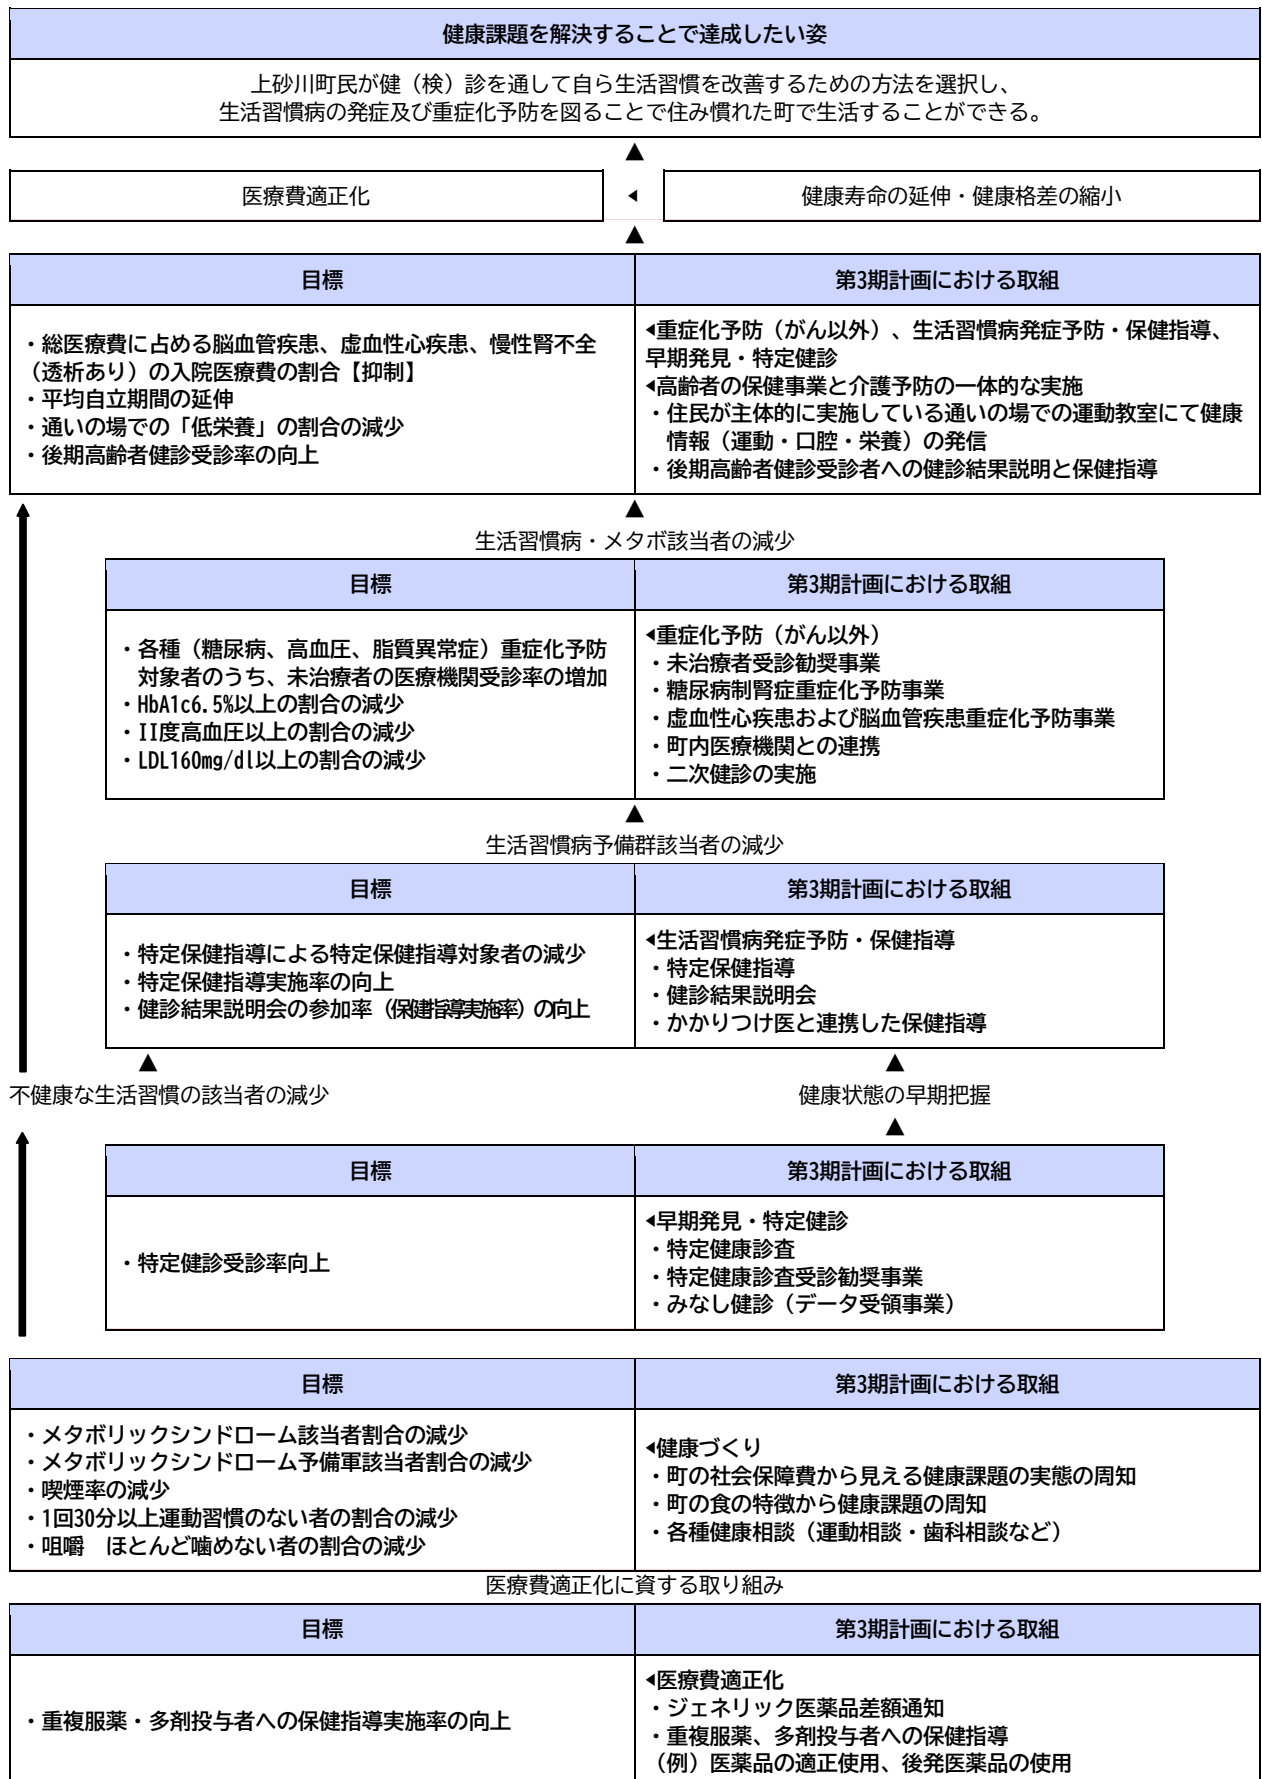 健康課題を解決することで達成したい姿
上砂川町民が健（検）診を通して自ら生活習慣を改善するための方法を選択し、
生活習慣病の発症及び重症化予防を図ることで住み慣れた町で生活することができる。
▲
医療費適正化
◀
健康寿命の延伸・健康格差の縮小
▲
目標
第3期計画における取組
・総医療費に占める脳血管疾患、虚血性心疾患、慢性腎不全
（透析あり）の入院医療費の割合【抑制】
・平均自立期間の延伸
・通いの場での「低栄養」の割合の減少
・後期高齢者健診受診率の向上
◀重症化予防（がん以外）、生活習慣病発症予防・保健指導、
早期発見・特定健診
◀高齢者の保健事業と介護予防の一体的な実施
・住民が主体的に実施している通いの場での運動教室にて健康
情報（運動・口腔・栄養）の発信
・後期高齢者健診受診者への健診結果説明と保健指導
▲
生活習慣病・メタボ該当者の減少
目標
第3期計画における取組
・各種（糖尿病、高血圧、脂質異常症）重症化予防
対象者のうち、未治療者の医療機関受診率の増加
・HbA1c6.5%以上の割合の減少
・II度高血圧以上の割合の減少
・LDL160mg/dl以上の割合の減少
◀重症化予防（がん以外）
・未治療者受診勧奨事業
・糖尿病制腎症重症化予防事業
・虚血性心疾患および脳血管疾患重症化予防事業
・町内医療機関との連携
・二次健診の実施
▲
生活習慣病予備群該当者の減少
目標
第3期計画における取組
・特定保健指導による特定保健指導対象者の減少
・特定保健指導実施率の向上
・健診結果説明会の参加率（保健指導実施率）の向上
◀生活習慣病発症予防・保健指導
・特定保健指導
・健診結果説明会
・かかりつけ医と連携した保健指導
▲
▲
不健康な生活習慣の該当者の減少
健康状態の早期把握
▲
目標
第3期計画における取組
・特定健診受診率向上
◀早期発見・特定健診
・特定健康診査
・特定健康診査受診勧奨事業
・みなし健診（データ受領事業）
目標
第3期計画における取組
・メタボリックシンドローム該当者割合の減少
・メタボリックシンドローム予備軍該当者割合の減少
・喫煙率の減少
・1回30分以上運動習慣のない者の割合の減少
・咀嚼　ほとんど噛めない者の割合の減少
◀健康づくり
・町の社会保障費から見える健康課題の実態の周知
・町の食の特徴から健康課題の周知
・各種健康相談（運動相談・歯科相談など）
医療費適正化に資する取り組み
目標
第3期計画における取組
・重複服薬・多剤投与者への保健指導実施率の向上
◀医療費適正化
・ジェネリック医薬品差額通知
・重複服薬、多剤投与者への保健指導
（例）医薬品の適正使用、後発医薬品の使用